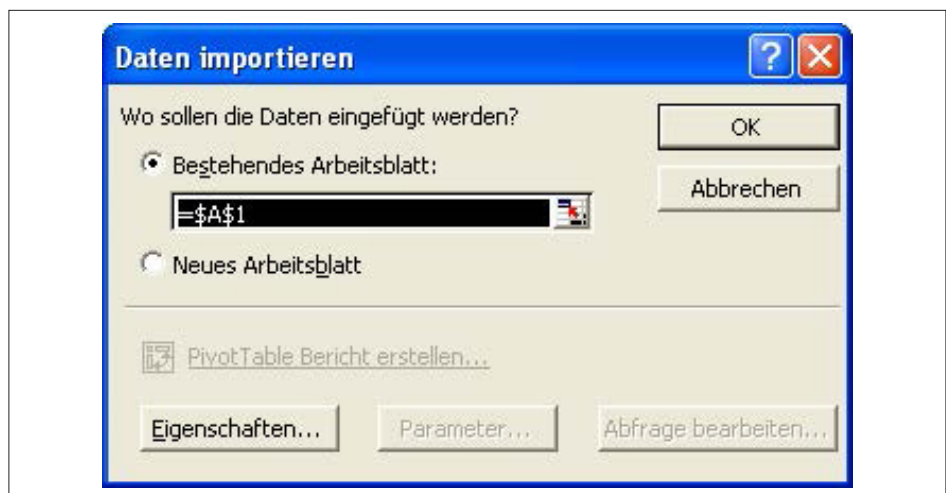 Daten importieren
Wo sollen die Daten eingefügt werden?
OK
Bestehendes Arbeitsblatt:
Abbrechen
=$A$1
Neues Arbeitsblatt
PivotTable Bericht erstellen...
Eigenschaften...
Parameter...
Abfrage bearbeiten...